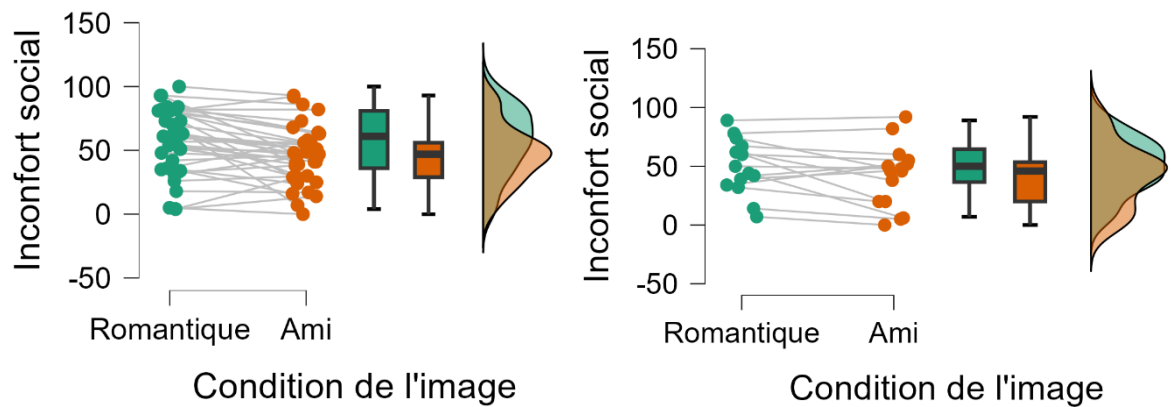 Inconfort social
150
100
50
0
-50
Romantique Ami
Condition de l'image
Inconfort social
150
100
50
0
-50
Romantique Ami
Condition de l'image